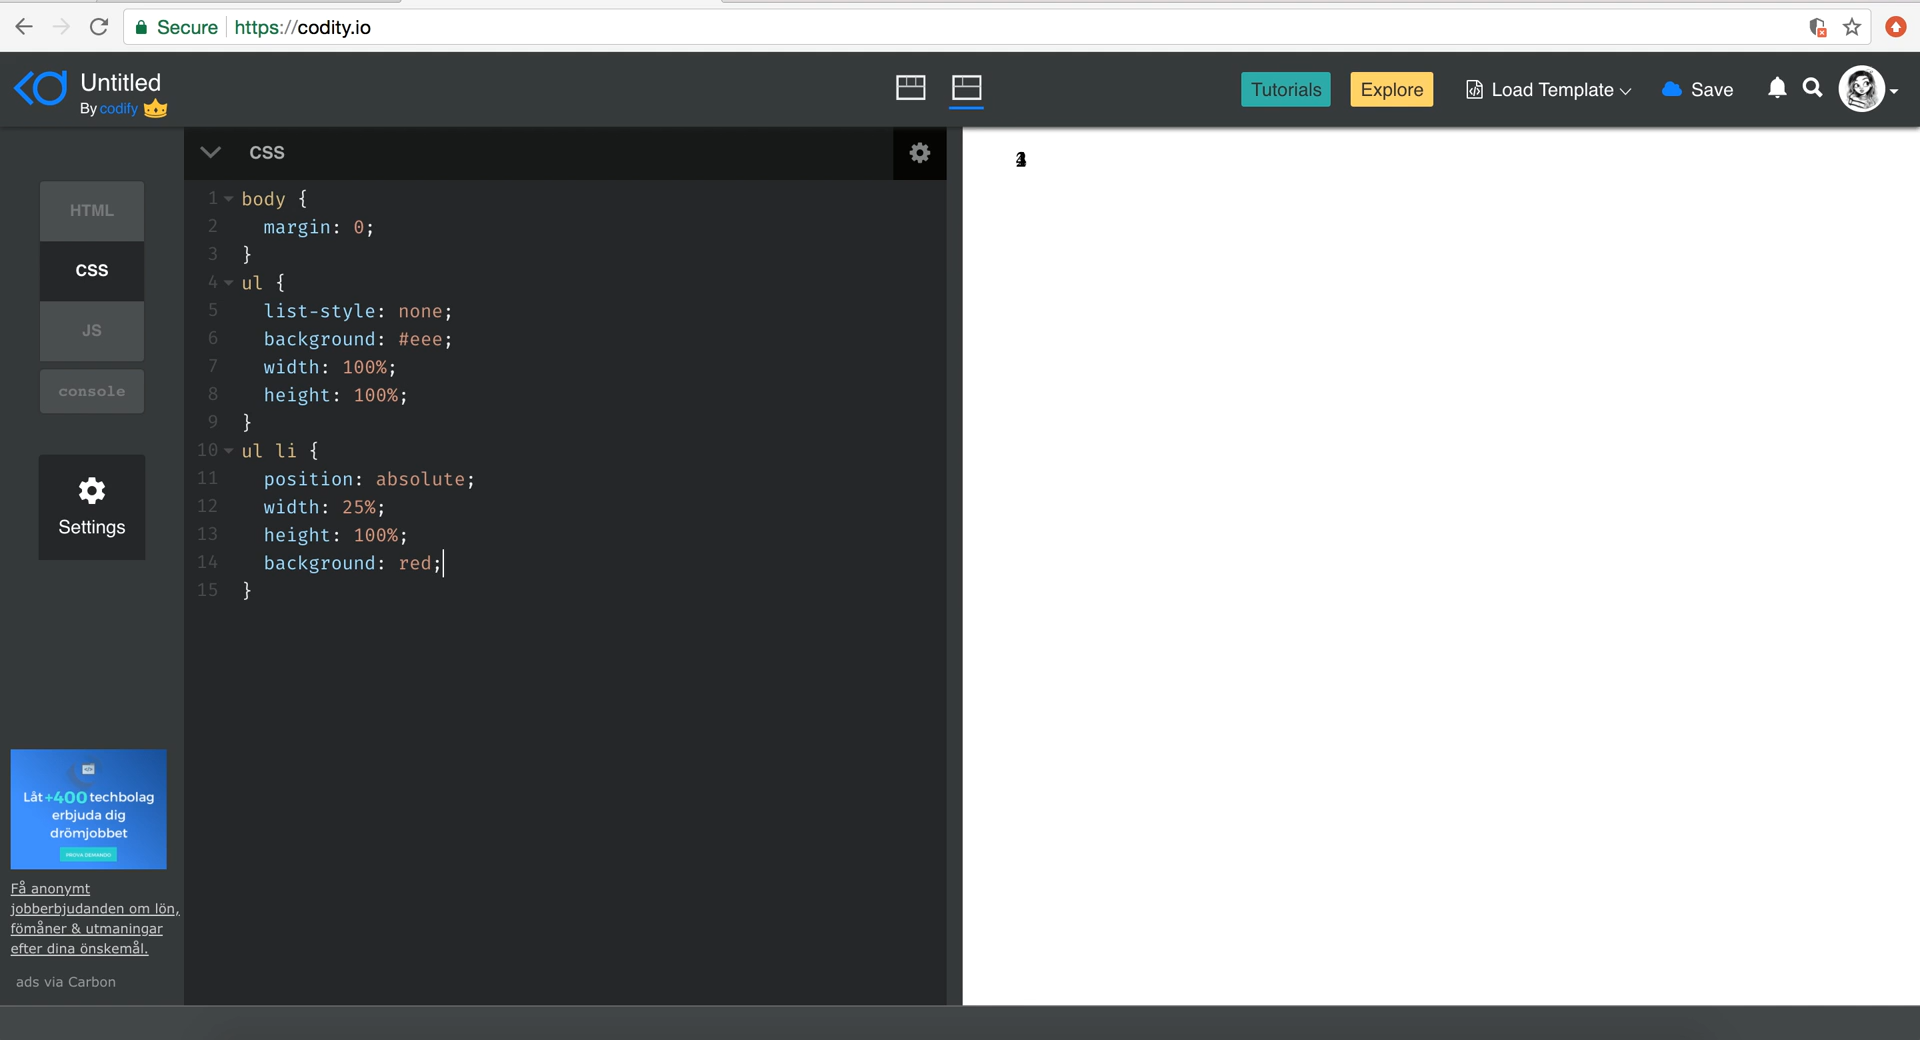 Secure https://codity.io
Untitled
By codify
Tutorials
Explore
Load Template
Save
HTML
CSS
JS
console
Settings
CSS
1 body {
2 margin: 0;
3 }
4 ul {
5 list-style: none;
6 background: #eee;
7 width: 100%;
8 height: 100%;
9 }
10 ul li {
11 position: absolute;
12 width: 25%;
13 height: 100%;
14 background: red;
15 }
Låt +400 techbolag
erbjuda dig
drömjobbet
PROVA DEMANDO
Få anonymt
jobberbjudanden om lön,
fömåner & utmaningar
efter dina önskemål.
ads via Carbon